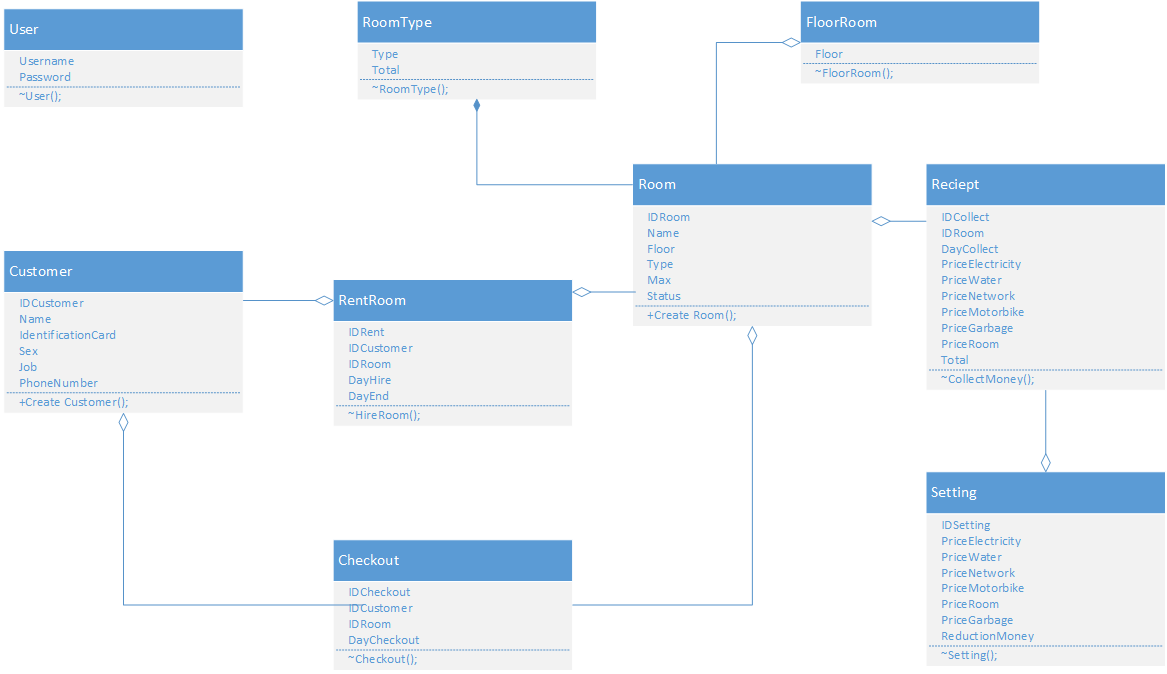 User
Username
Password
~User();
RoomType
Type
Total
~RoomType();
FloorRoom
Floor
~FloorRoom();
Room
IDRoom
Name
Floor
Type
Max
Status
+Create Room();
Reciept
IDCollect
IDRoom
DayCollect
PriceElectricity
PriceWater
PriceNetwork
PriceMotorbike
PriceGarbage
PriceRoom
Total
~CollectMoney();
Customer
IDCustomer
Name
IdentificationCard
Sex
Job
PhoneNumber
+Create Customer();
RentRoom
IDRent
IDCustomer
IDRoom
DayHire
DayEnd
~HireRoom();
Checkout
IDCheckout
IDCustomer
IDRoom
DayCheckout
~Checkout();
Setting
IDSetting
PriceElectricity
PriceWater
PriceNetwork
PriceMotorbike
PriceRoom
PriceGarbage
ReductionMoney
~Setting();